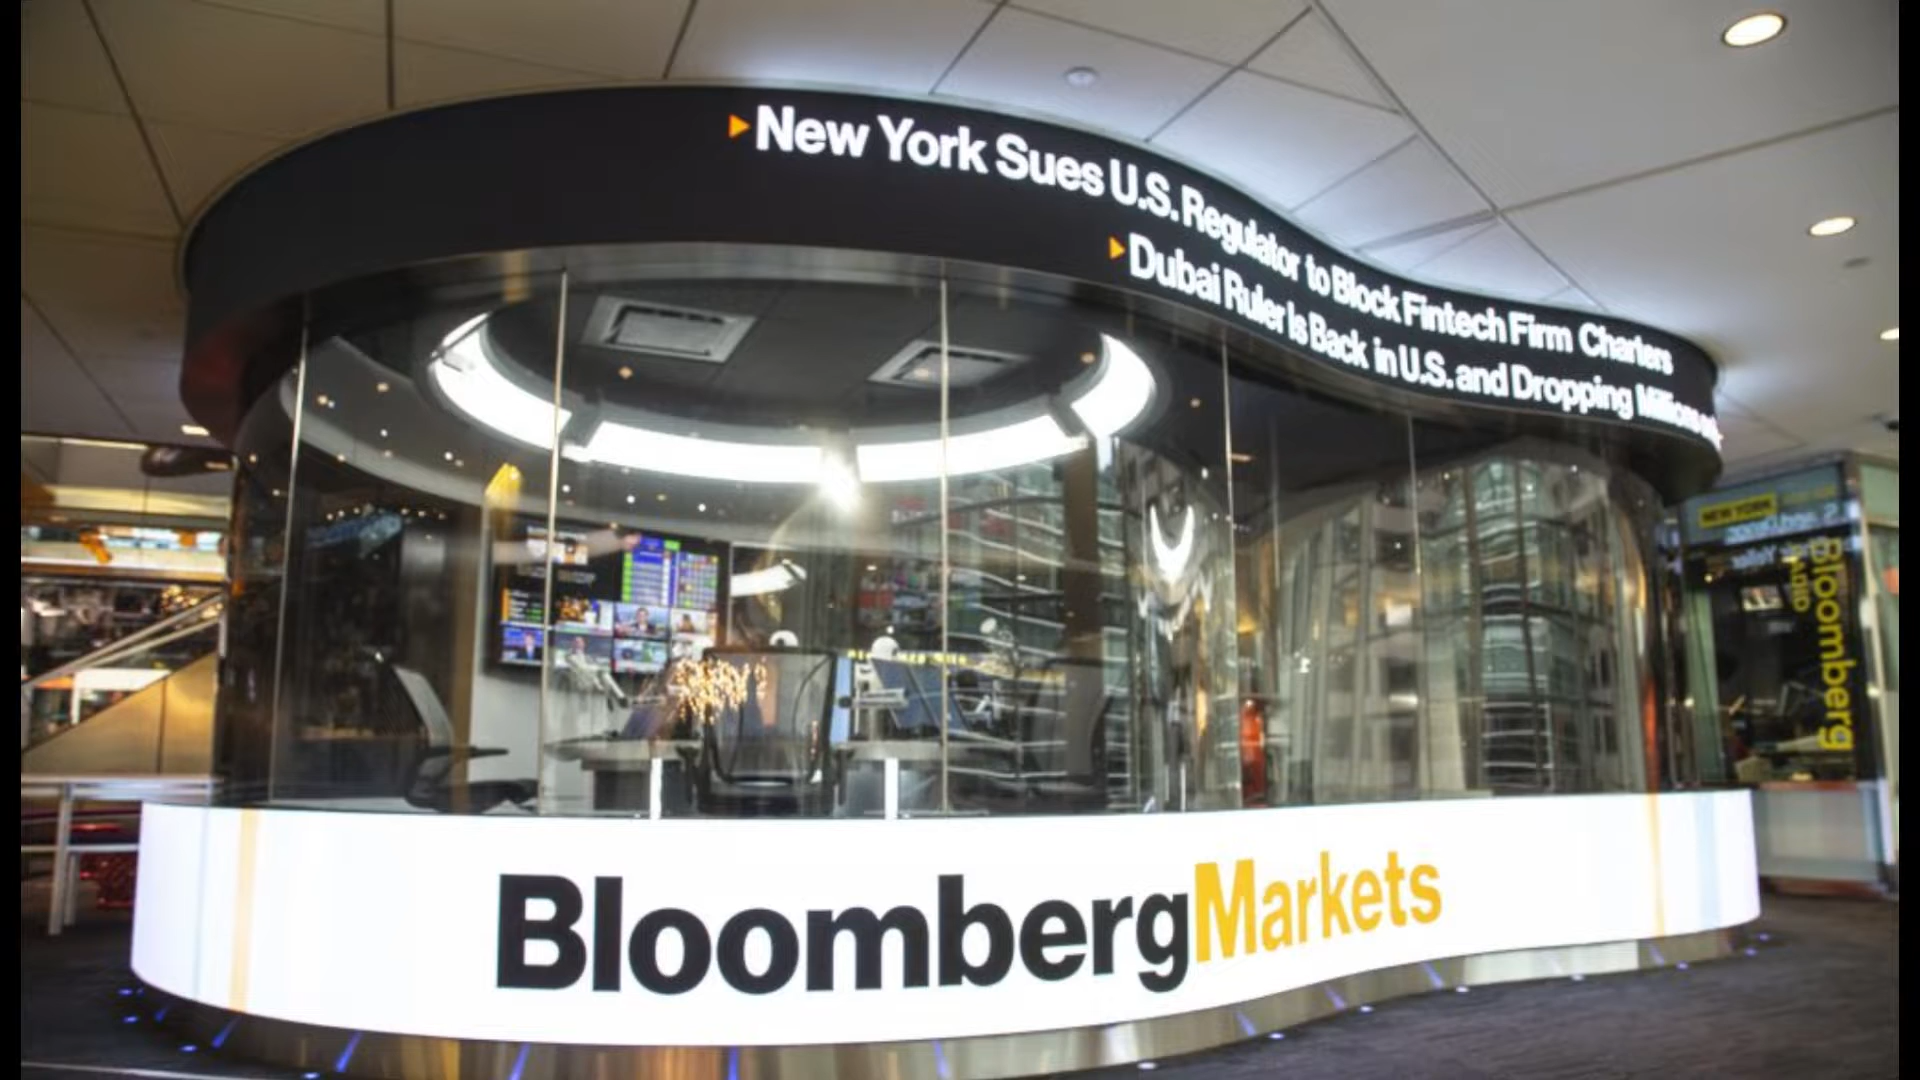 New York Sues U.S. Regulator to Block Fintech Firm Charters
Dubai Ruler Is Back in U.S. and Dropping Millions
BloombergMarkets
NEW YORK
Bloomberg
RADIO